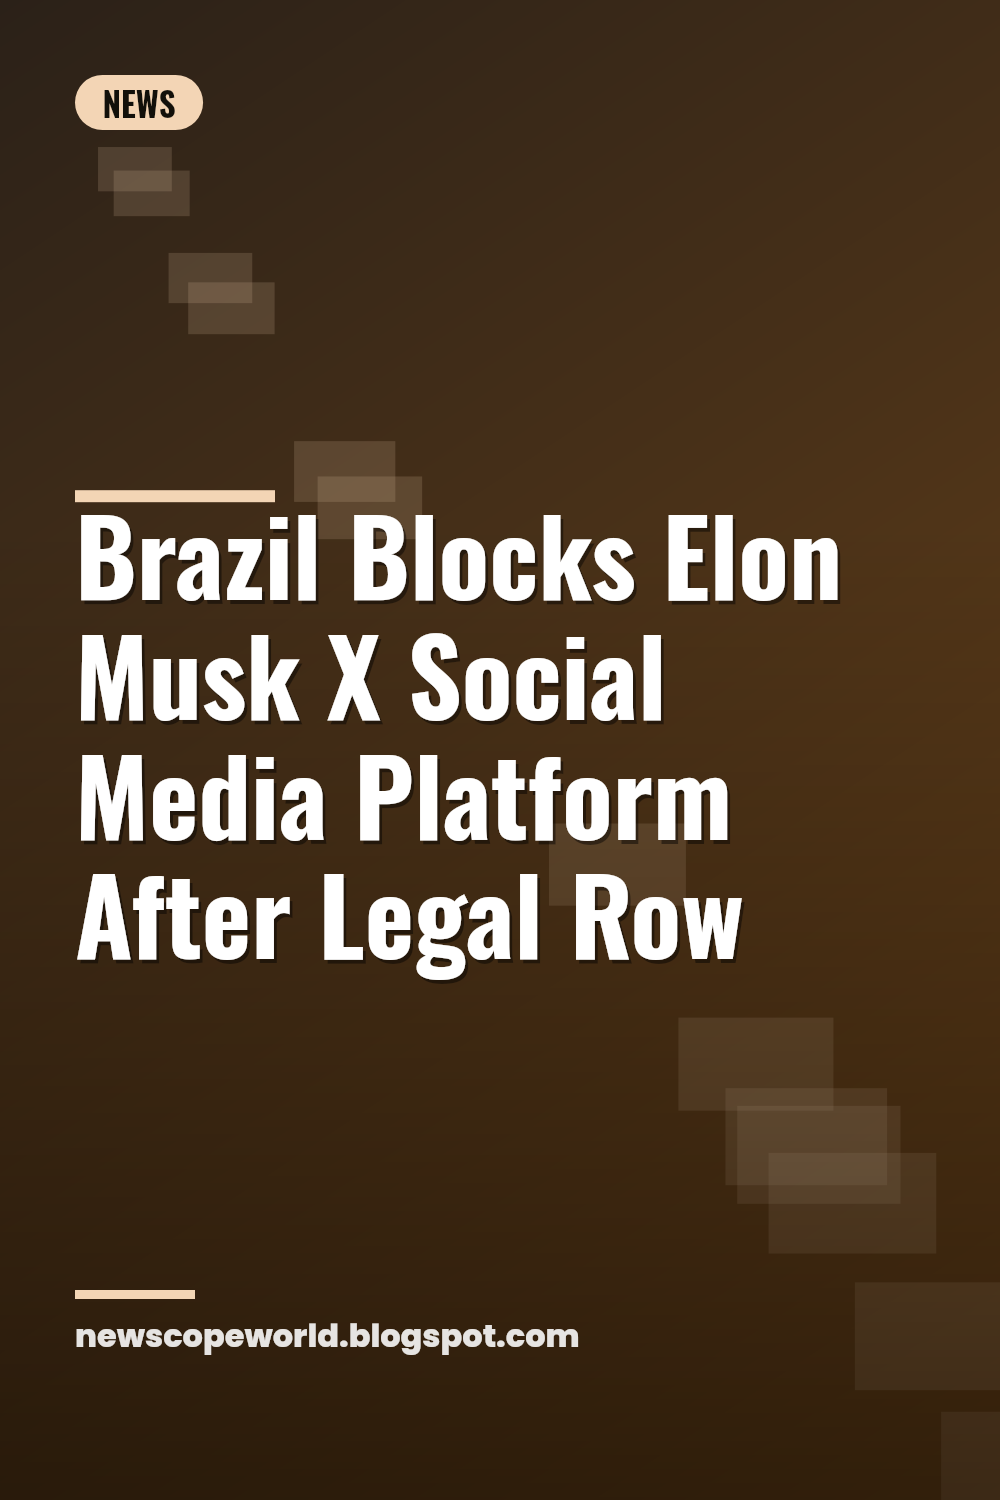 NEWS
Brazil Blocks Elon
Musk X Social
Media Platform
After Legal Row
newscopeworld.blogspot.com